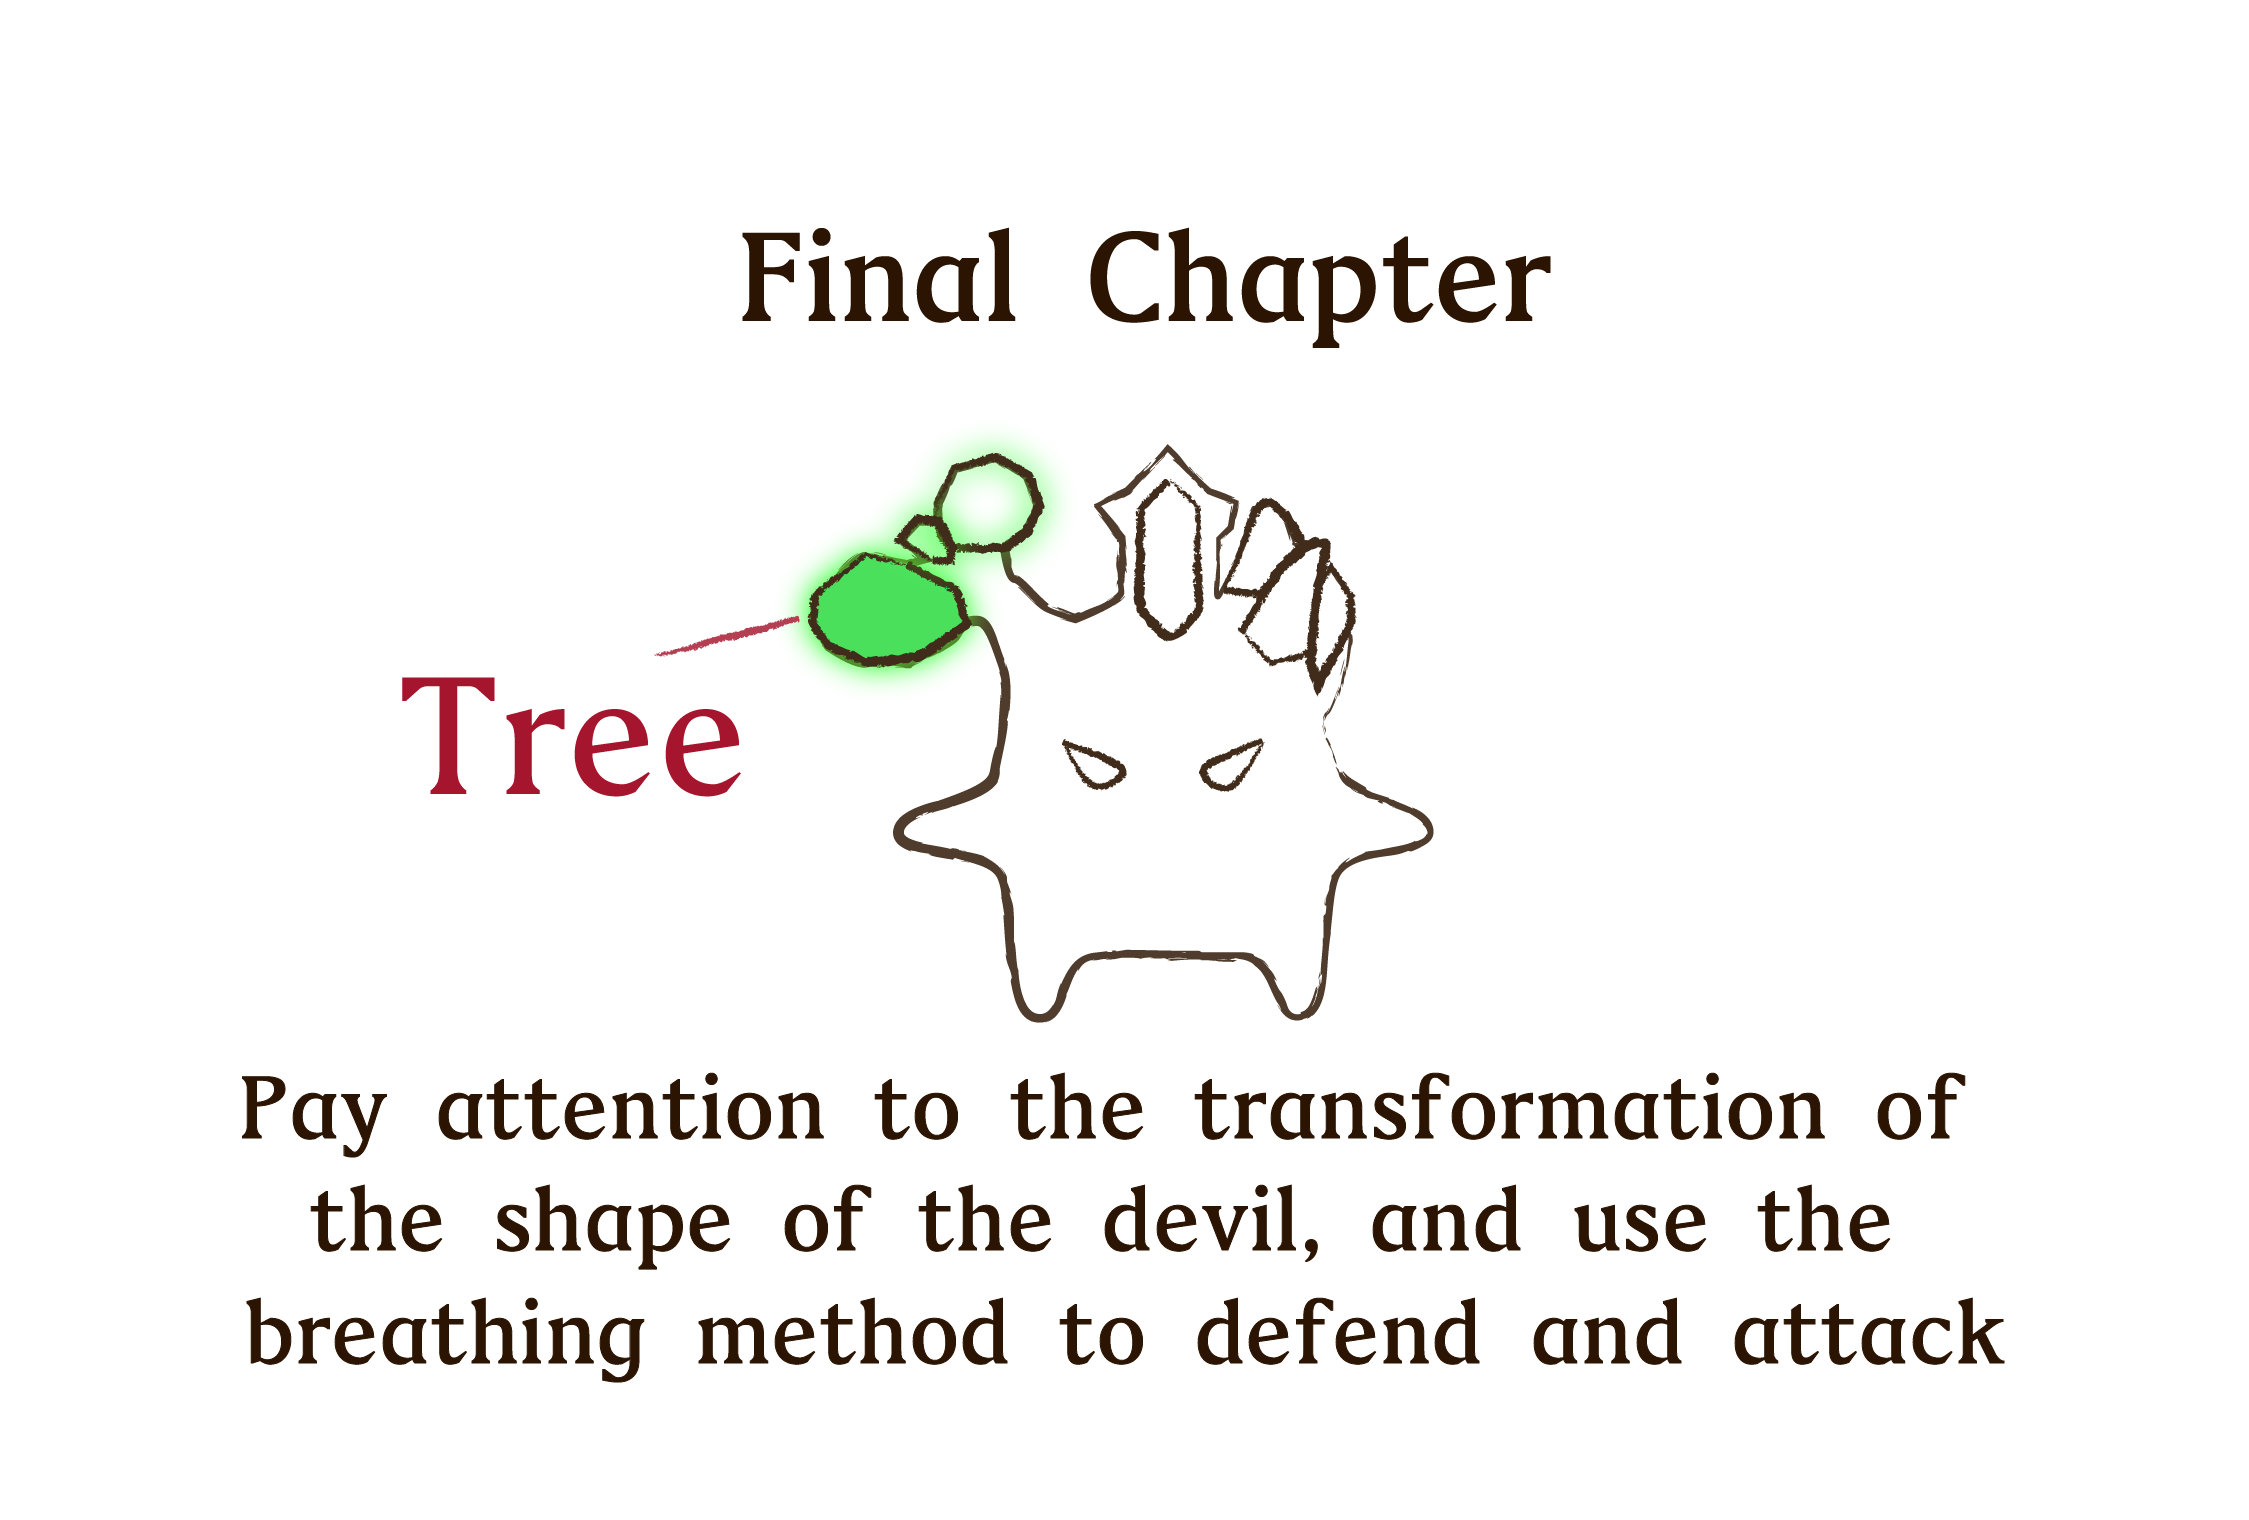 Final Chapter
Tree
Pay attention to the transformation of
the shape of the devil, and use the
breathing method to defend and attack